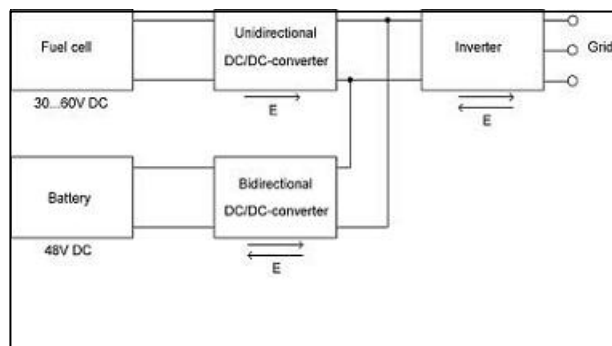 Fuel cell
Unidirectional
DC/DC-converter
Inverter
Grid
30...60V DC
E
E
Battery
Bidirectional
DC/DC-converter
48V DC
E